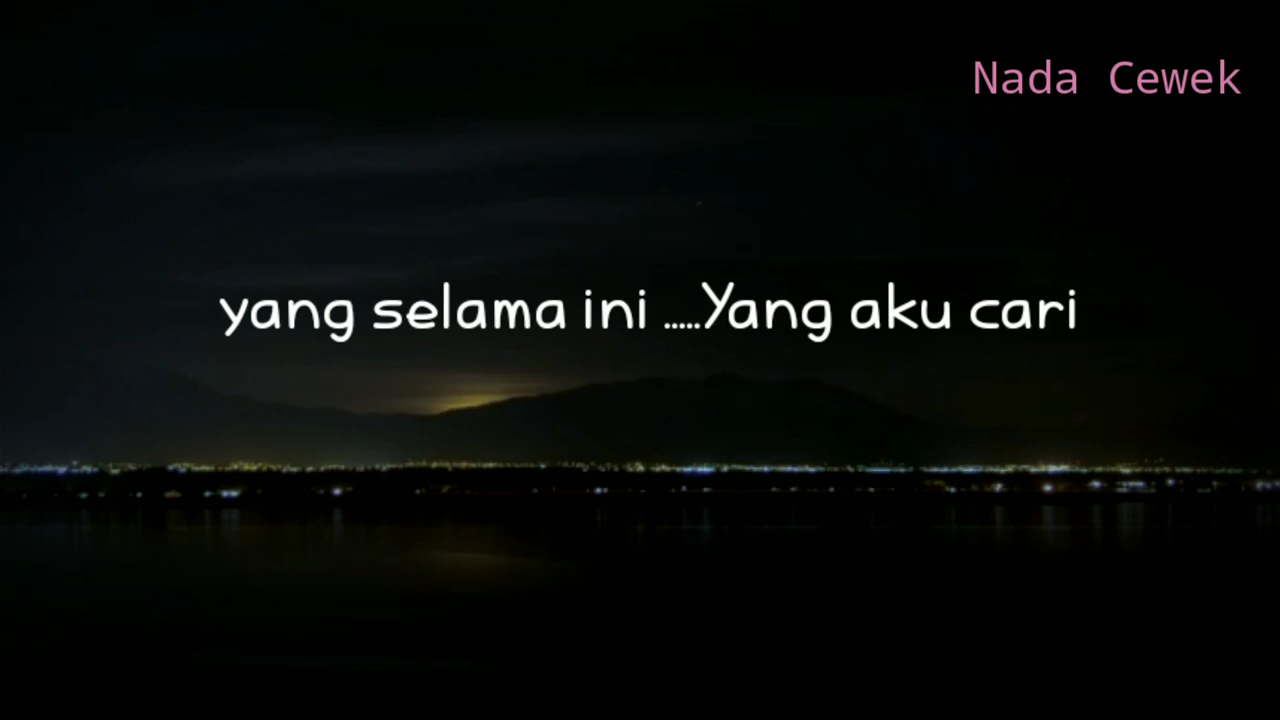 Nada Cewek
yang selama ini .....Yang aku cari